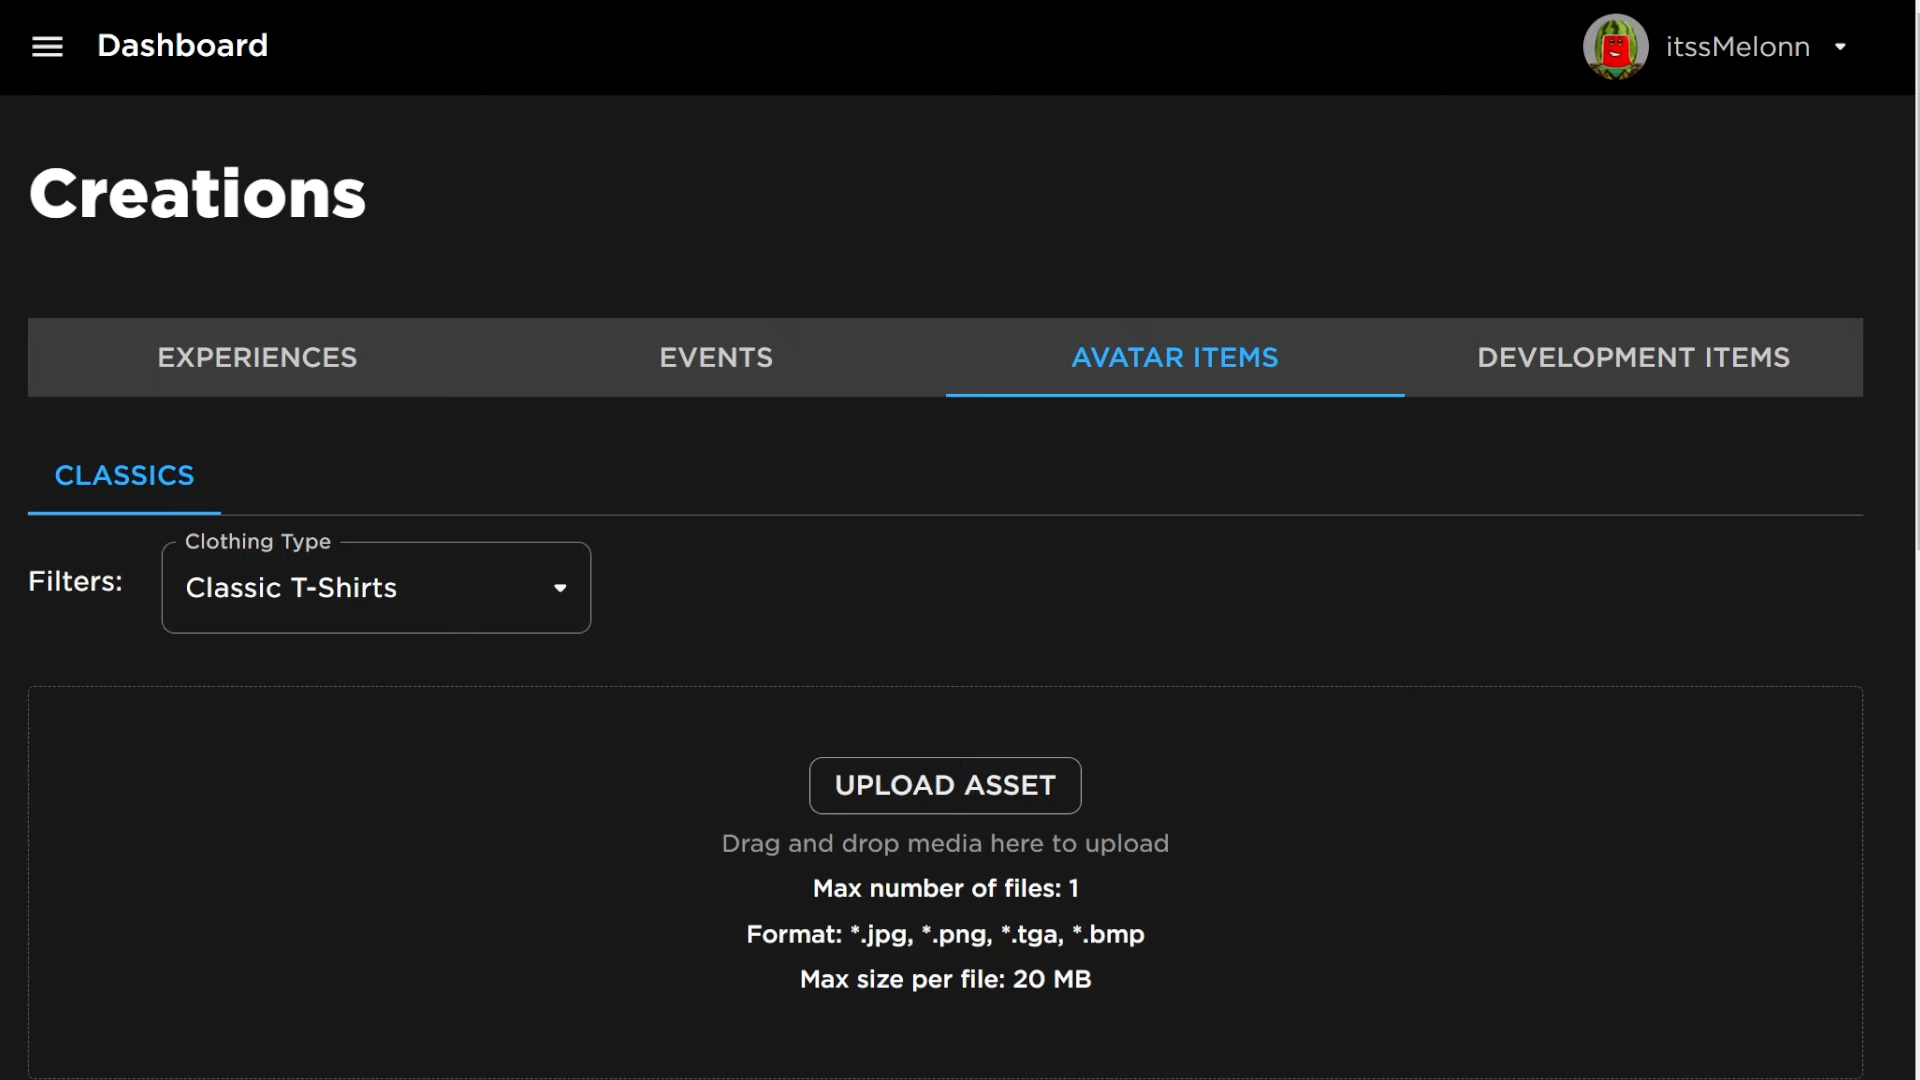 Dashboard
itssMelonn
Creations
EXPERIENCES
EVENTS
AVATAR ITEMS
DEVELOPMENT ITEMS
CLASSICS
Clothing Type
Filters:
Classic T-Shirts
UPLOAD ASSET
Drag and drop media here to upload
Max number of files: 1
Format: *.jpg, *.png, *.tga, *.bmp
Max size per file: 20 MB